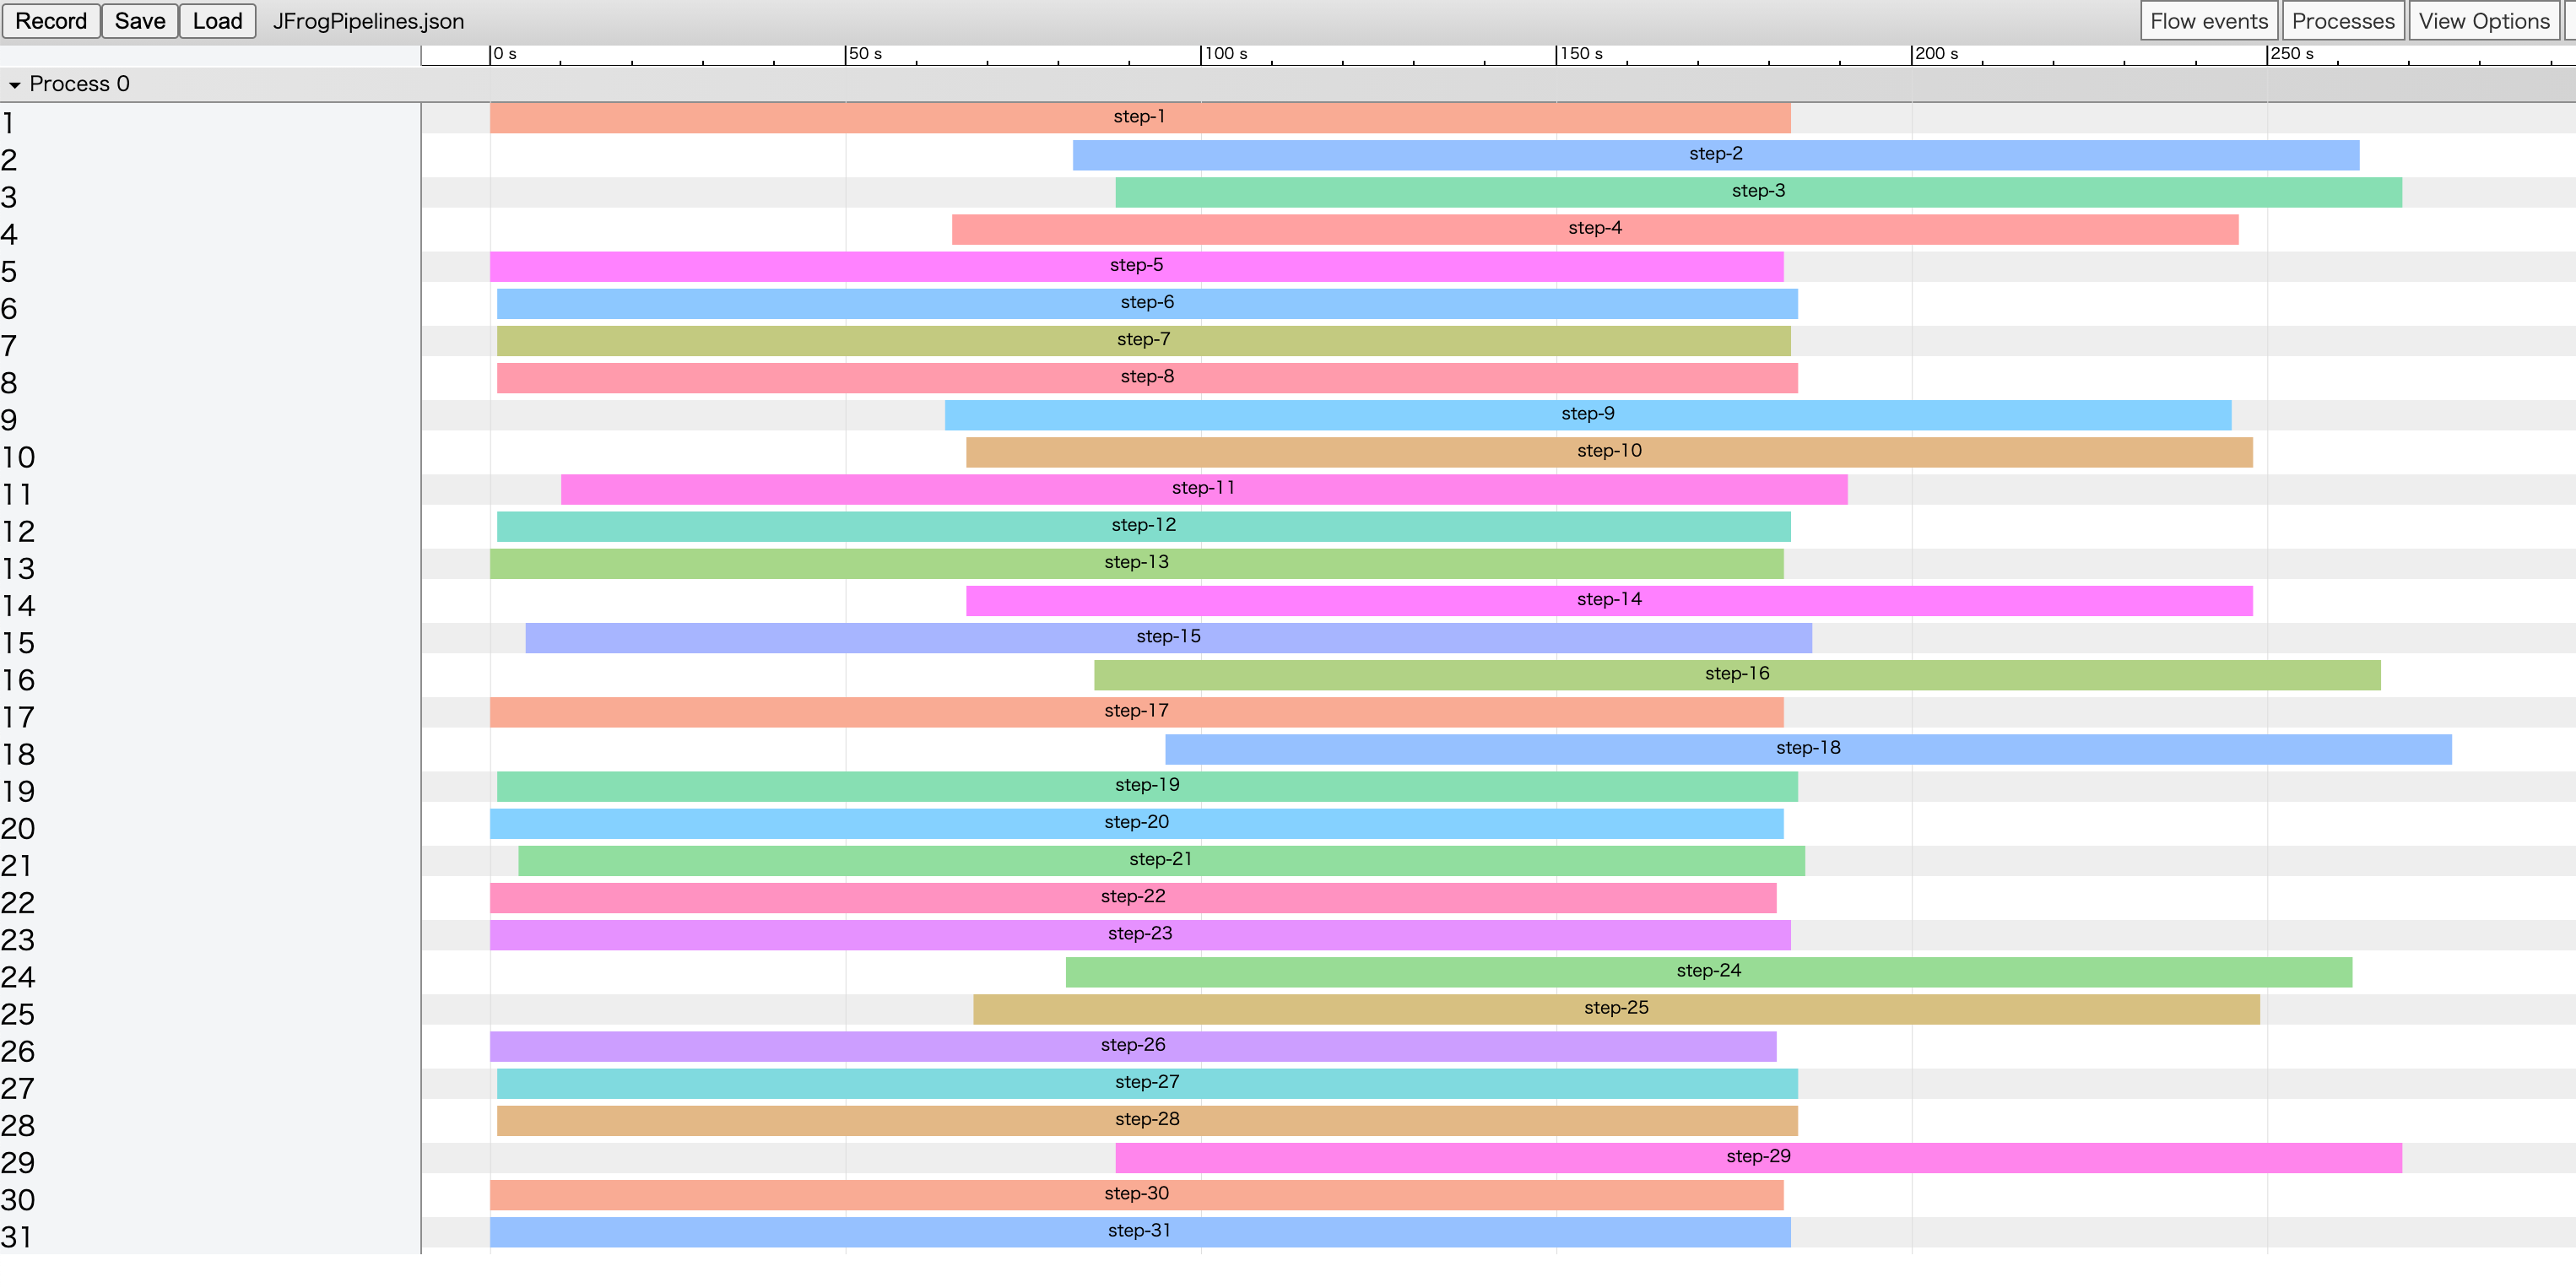 Record Save Load JFrogPipelines.json Flow events Processes View Options
0 s 50 s 100 s 150 s 200 s 250 s
Process 0
1 step-1
2 step-2
3 step-3
4 step-4
5 step-5
6 step-6
7 step-7
8 step-8
9 step-9
10 step-10
11 step-11
12 step-12
13 step-13
14 step-14
15 step-15
16 step-16
17 step-17
18 step-18
19 step-19
20 step-20
21 step-21
22 step-22
23 step-23
24 step-24
25 step-25
26 step-26
27 step-27
28 step-28
29 step-29
30 step-30
31 step-31